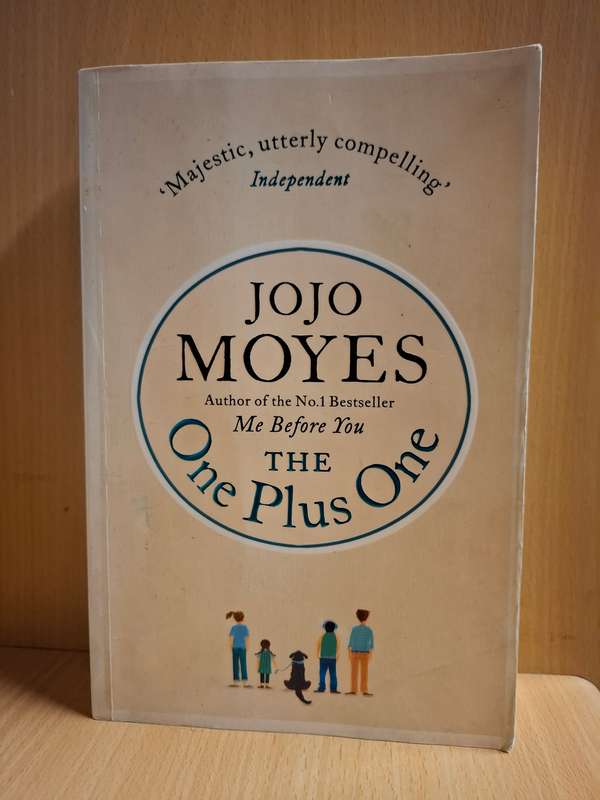 'Majestic, utterly compelling'
Independent
JOJO
MOYES
Author of the No.1 Bestseller
Me Before You
THE
One Plus One